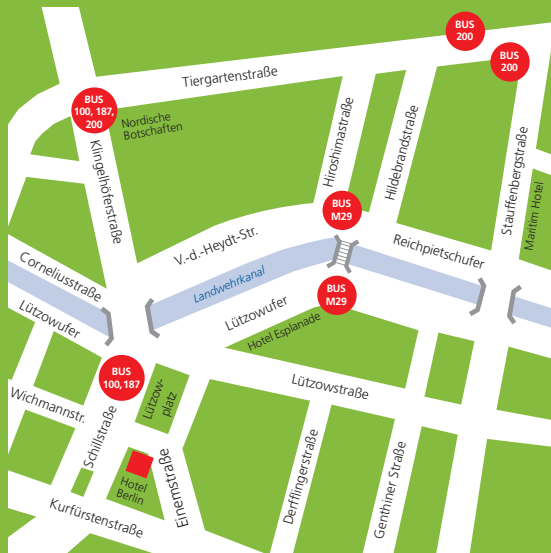 BUS
200
BUS
200
Tiergartenstraße
BUS
100, 187,
200
Nordische
Botschaften
Klingelhöferstraße
Hiroshimastraße
Hildebrandstraße
Stauffenbergstraße
Maritim Hotel
BUS
M29
V.-d.-Heydt-Str.
Reichpietschufer
Corneliusstraße
Landwehrkanal
Lützowufer
BUS
M29
Lützowufer
Hotel Esplanade
BUS
100,187
Lützow-
platz
Lützowstraße
Wichmannstr.
Schillstraße
Hotel
Berlin
Einemstraße
Derfflingerstraße
Genthiner Straße
Kurfürstenstraße